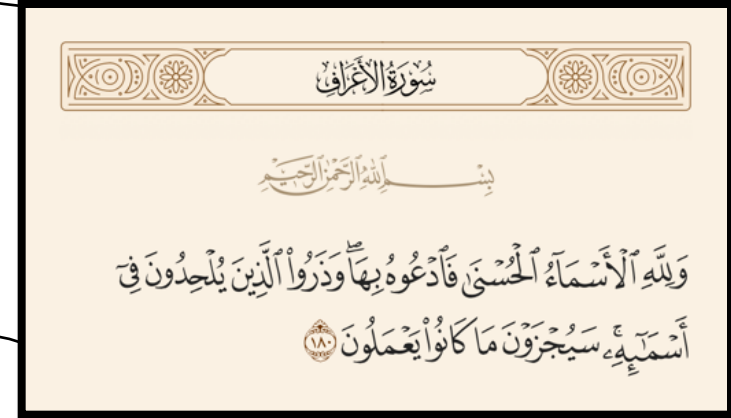 سُورَةُ الأَعْرَافِ
بِسْمِ ٱللَّهِ ٱلرَّحْمَٰنِ ٱلرَّحِيمِ
وَلِلَّهِ ٱلْأَسْمَآءُ ٱلْحُسْنَىٰ فَٱدْعُوهُ بِهَاۖ وَذَرُوا۟ ٱلَّذِينَ يُلْحِدُونَ فِىٓ
أَسْمَـٰٓئِهِۦۚ سَيُجْزَوْنَ مَا كَانُوا۟ يَعْمَلُونَ ١٨٠